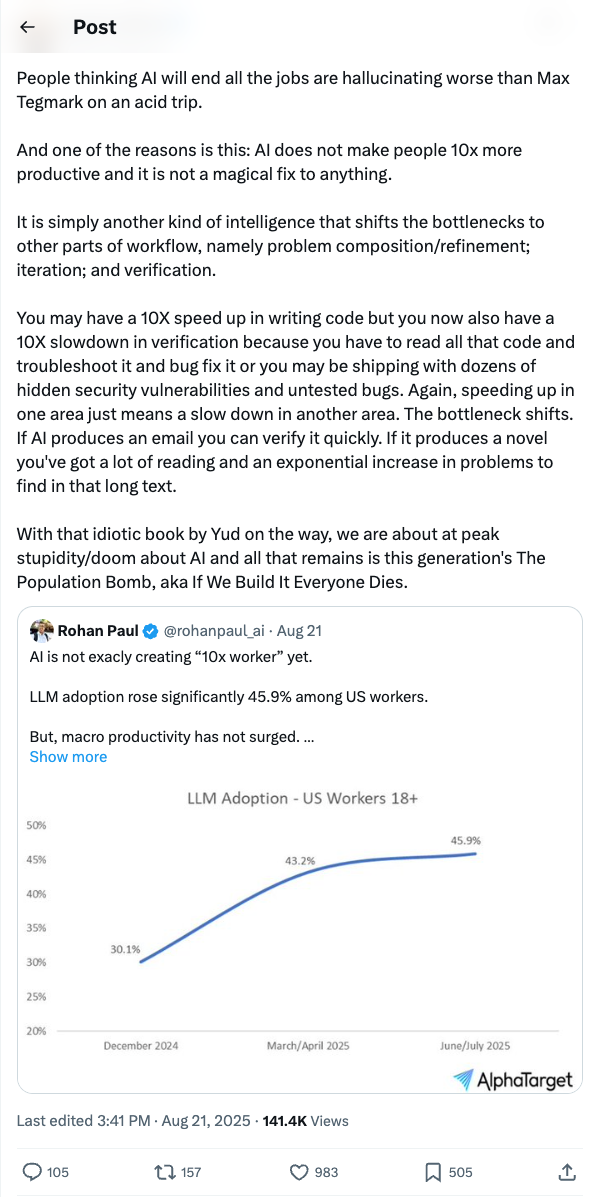 Post
People thinking AI will end all the jobs are hallucinating worse than Max
Tegmark on an acid trip.
And one of the reasons is this: AI does not make people 10x more
productive and it is not a magical fix to anything.
It is simply another kind of intelligence that shifts the bottlenecks to
other parts of workflow, namely problem composition/refinement;
iteration; and verification.
You may have a 10X speed up in writing code but you now also have a
10X slowdown in verification because you have to read all that code and
troubleshoot it and bug fix it or you may be shipping with dozens of
hidden security vulnerabilities and untested bugs. Again, speeding up in
one area just means a slow down in another area. The bottleneck shifts.
If AI produces an email you can verify it quickly. If it produces a novel
you've got a lot of reading and an exponential increase in problems to
find in that long text.
With that idiotic book by Yud on the way, we are about at peak
stupidity/doom about AI and all that remains is this generation's The
Population Bomb, aka If We Build It Everyone Dies.
Rohan Paul @rohanpaul_ai · Aug 21
AI is not exacly creating “10x worker” yet.
LLM adoption rose significantly 45.9% among US workers.
But, macro productivity has not surged. ...
Show more
LLM Adoption - US Workers 18+
50%
45.9%
45%
43.2%
40%
35%
30.1%
30%
25%
20%
December 2024 March/April 2025 June/July 2025
AlphaTarget
Last edited 3:41 PM · Aug 21, 2025 · 141.4K Views
105 157 983 505